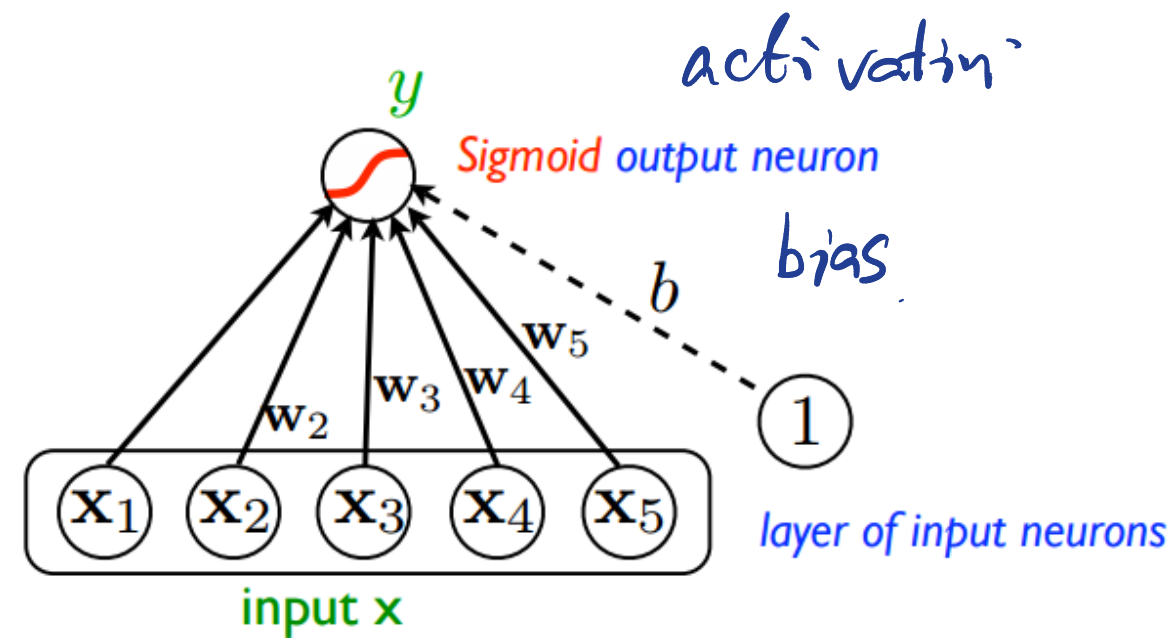 activatin
y
Sigmoid output neuron
bias
b
w5
w3 w4
w2
1
x1 x2 x3 x4 x5
layer of input neurons
input x